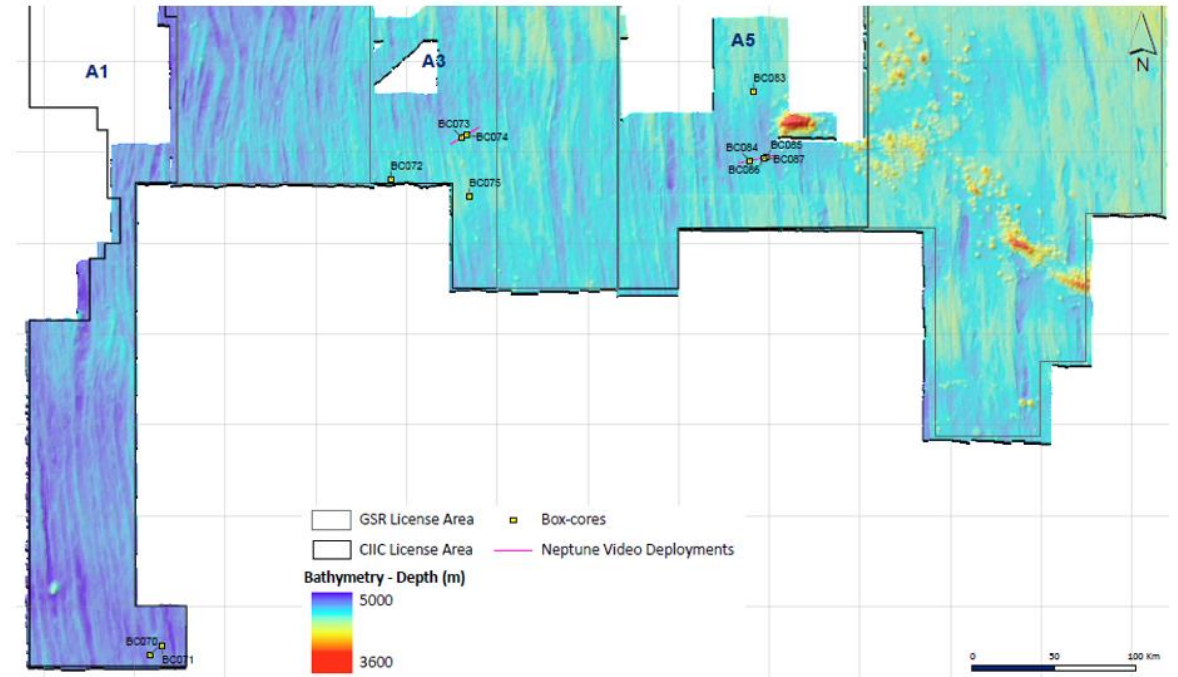 A1
A3
A5
N
BC083
BC073
BC074
BC072
BC075
BC084
BC085
BC087
BC086
GSR License Area
Box-cores
CIIC License Area
Neptune Video Deployments
Bathymetry - Depth (m)
5000
3600
BC070
BC071
0 50 100 Km